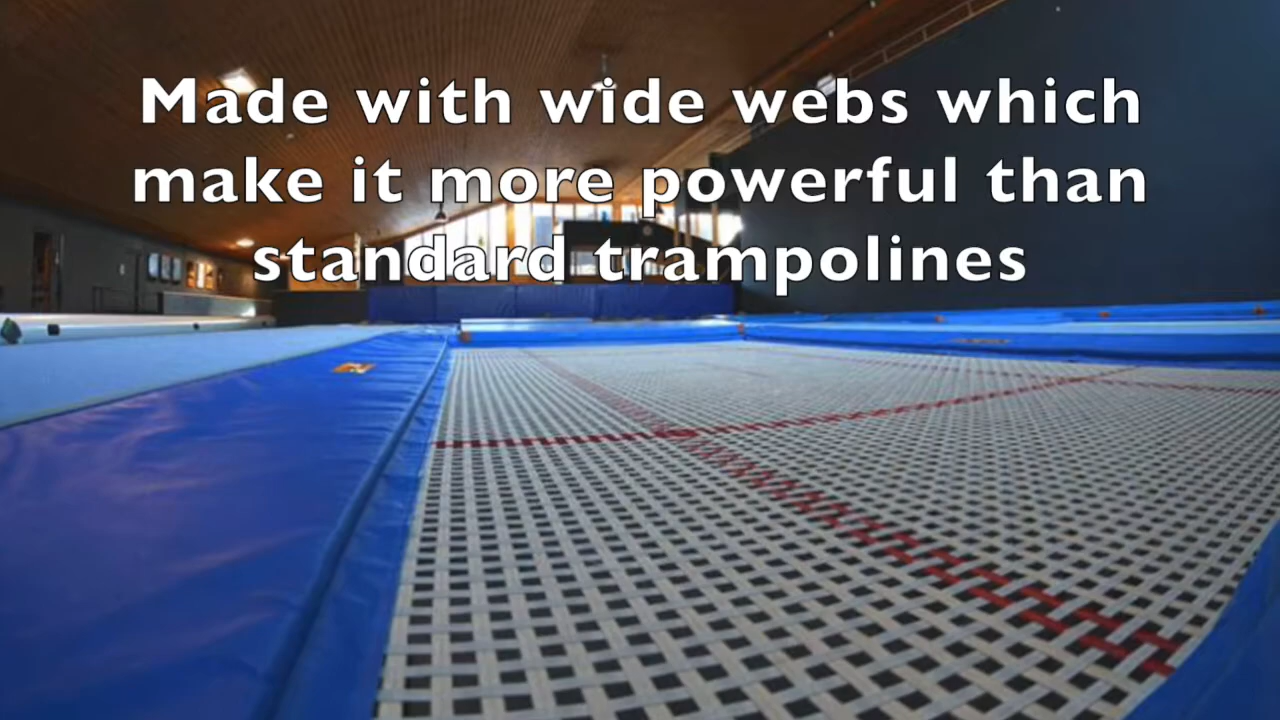 Made with wide webs which
make it more powerful than
standard trampolines